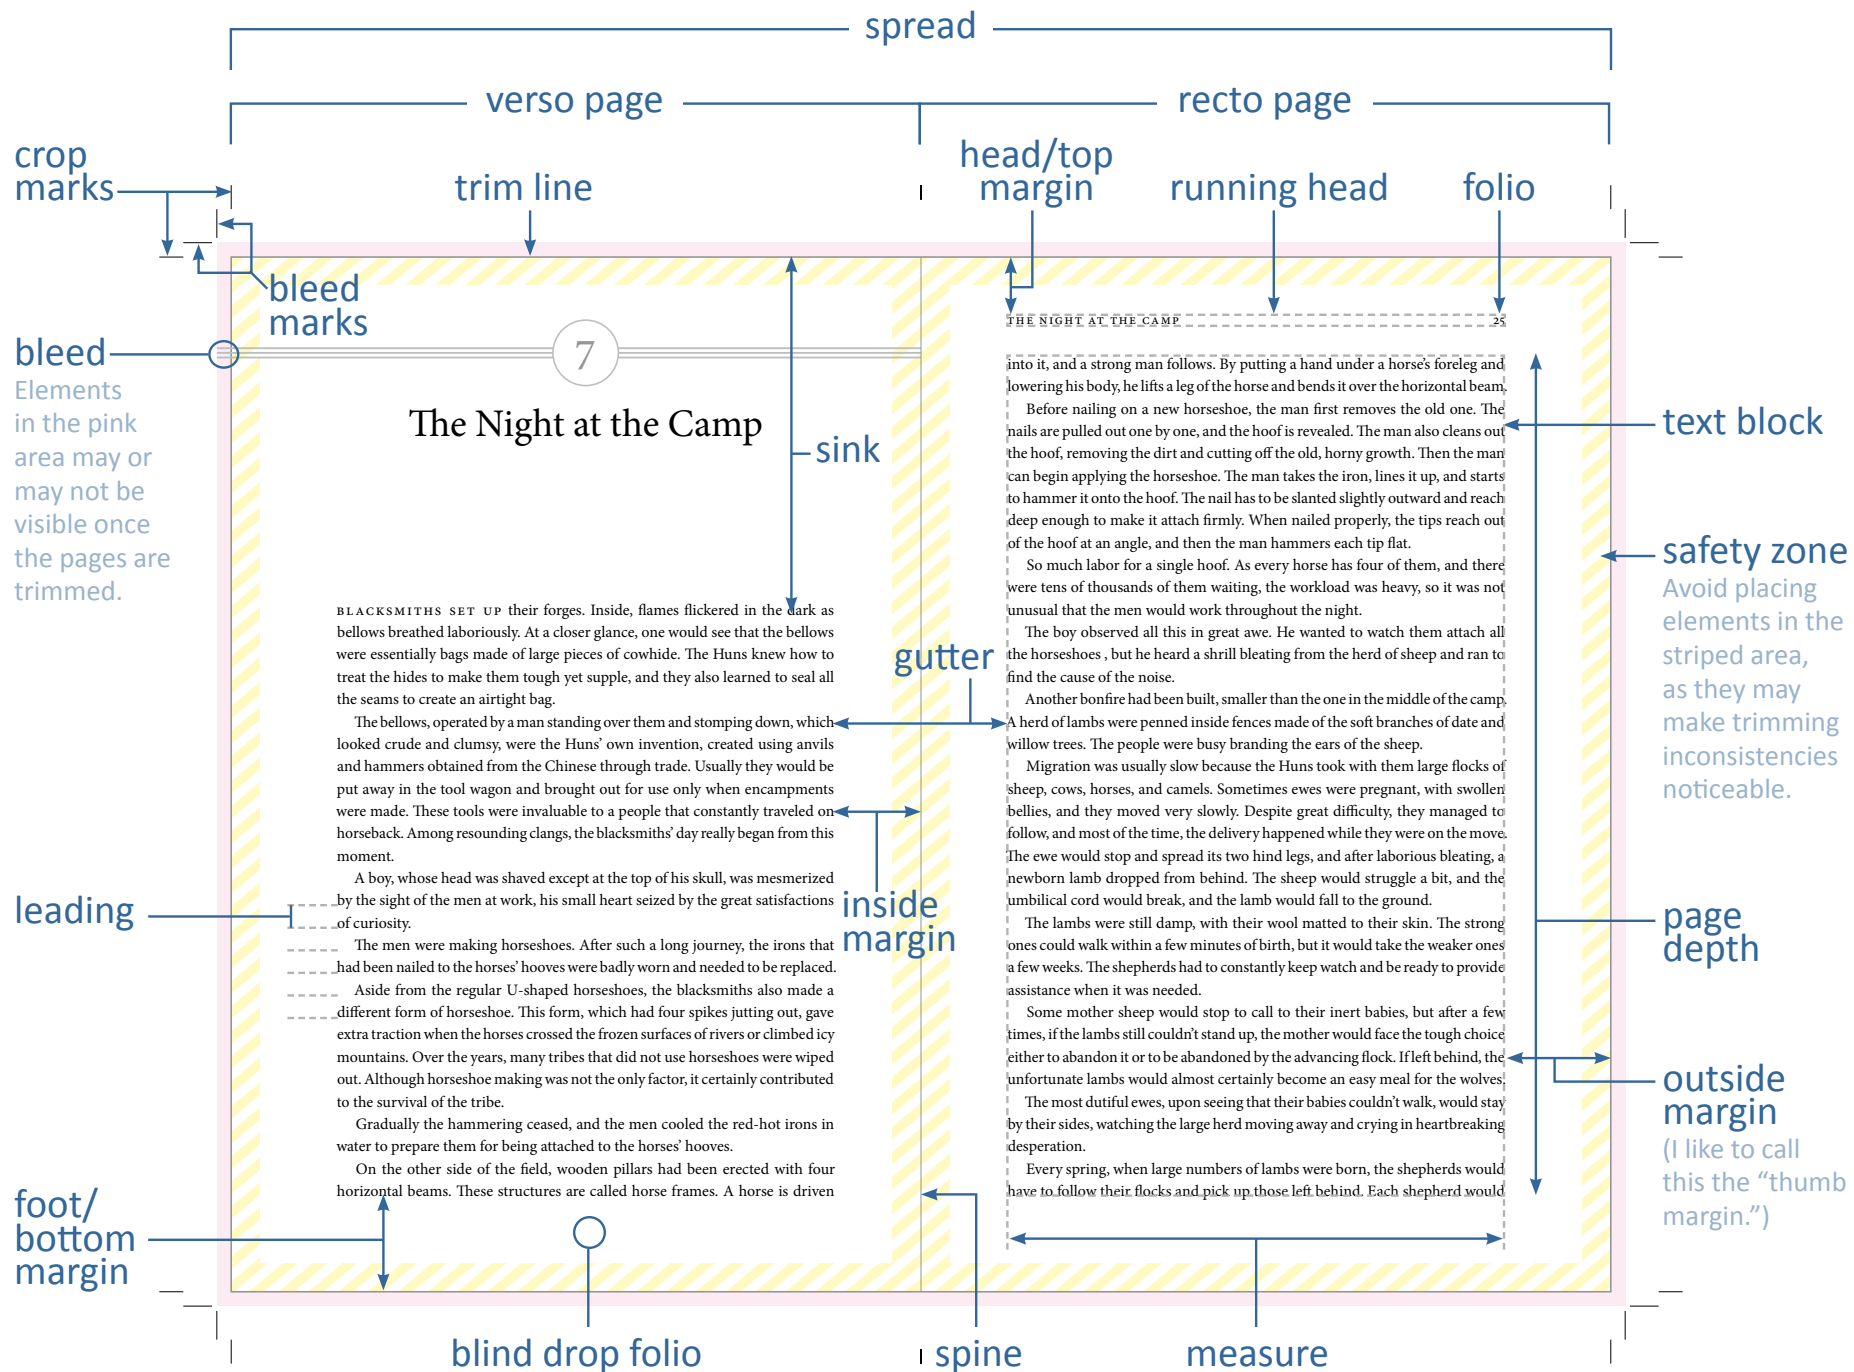 spread
verso page
recto page
crop
marks
trim line
head/top
margin
running head
folio
bleed
marks
bleed
Elements
in the pink
area may or
may not be
visible once
the pages are
trimmed.
7
The Night at the Camp
sink
BLACKSMITHS SET UP their forges. Inside, flames flickered in the dark as
bellows breathed laboriously. At a closer glance, one would see that the bellows
were essentially bags made of large pieces of cowhide. The Huns knew how to
treat the hides to make them tough yet supple, and they also learned to seal all
the seams to create an airtight bag.
The bellows, operated by a man standing over them and stomping down, which
looked crude and clumsy, were the Huns’ own invention, created using anvils
and hammers obtained from the Chinese through trade. Usually they would be
put away in the tool wagon and brought out for use only when encampments
were made. These tools were invaluable to a people that constantly traveled on
horseback. Among resounding clangs, the blacksmiths’ day really began from this
moment.
A boy, whose head was shaved except at the top of his skull, was mesmerized
by the sight of the men at work, his small heart seized by the great satisfactions
of curiosity.
The men were making horseshoes. After such a long journey, the irons that
had been nailed to the horses’ hooves were badly worn and needed to be replaced.
Aside from the regular U-shaped horseshoes, the blacksmiths also made a
different form of horseshoe. This form, which had four spikes jutting out, gave
extra traction when the horses crossed the frozen surfaces of rivers or climbed icy
mountains. Over the years, many tribes that did not use horseshoes were wiped
out. Although horseshoe making was not the only factor, it certainly contributed
to the survival of the tribe.
Gradually the hammering ceased, and the men cooled the red-hot irons in
water to prepare them for being attached to the horses’ hooves.
On the other side of the field, wooden pillars had been erected with four
horizontal beams. These structures are called horse frames. A horse is driven
leading
gutter
inside
margin
foot/
bottom
margin
blind drop folio
spine
THE NIGHT AT THE CAMP 25
into it, and a strong man follows. By putting a hand under a horse’s foreleg and
lowering his body, he lifts a leg of the horse and bends it over the horizontal beam.
Before nailing on a new horseshoe, the man first removes the old one. The
nails are pulled out one by one, and the hoof is revealed. The man also cleans out
the hoof, removing the dirt and cutting off the old, horny growth. Then the man
can begin applying the horseshoe. The man takes the iron, lines it up, and starts
to hammer it onto the hoof. The nail has to be slanted slightly outward and reach
deep enough to make it attach firmly. When nailed properly, the tips reach out
of the hoof at an angle, and then the man hammers each tip flat.
So much labor for a single hoof. As every horse has four of them, and there
were tens of thousands of them waiting, the workload was heavy, so it was not
unusual that the men would work throughout the night.
The boy observed all this in great awe. He wanted to watch them attach all
the horseshoes , but he heard a shrill bleating from the herd of sheep and ran to
find the cause of the noise.
Another bonfire had been built, smaller than the one in the middle of the camp.
A herd of lambs were penned inside fences made of the soft branches of date and
willow trees. The people were busy branding the ears of the sheep.
Migration was usually slow because the Huns took with them large flocks of
sheep, cows, horses, and camels. Sometimes ewes were pregnant, with swollen
bellies, and they moved very slowly. Despite great difficulty, they managed to
follow, and most of the time, the delivery happened while they were on the move.
The ewe would stop and spread its two hind legs, and after laborious bleating, a
newborn lamb dropped from behind. The sheep would struggle a bit, and the
umbilical cord would break, and the lamb would fall to the ground.
The lambs were still damp, with their wool matted to their skin. The strong
ones could walk within a few minutes of birth, but it would take the weaker ones
a few weeks. The shepherds had to constantly keep watch and be ready to provide
assistance when it was needed.
Some mother sheep would stop to call to their inert babies, but after a few
times, if the lambs still couldn’t stand up, the mother would face the tough choice
either to abandon it or to be abandoned by the advancing flock. If left behind, the
unfortunate lambs would almost certainly become an easy meal for the wolves.
The most dutiful ewes, upon seeing that their babies couldn’t walk, would stay
by their sides, watching the large herd moving away and crying in heartbreaking
desperation.
Every spring, when large numbers of lambs were born, the shepherds would
have to follow their flocks and pick up those left behind. Each shepherd would
measure
text block
safety zone
Avoid placing
elements in the
striped area,
as they may
make trimming
inconsistencies
noticeable.
page
depth
outside
margin
(I like to call
this the “thumb
margin.”)